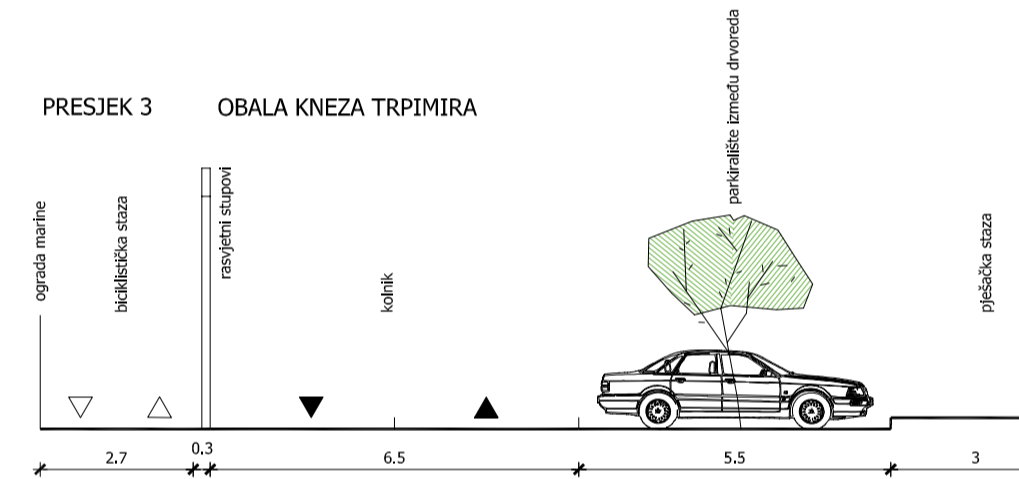 PRESJEK 3
OBALA KNEZA TRPIMIRA
ograda marine
biciklistička staza
rasvjetni stupovi
kolnik
parkiralište između drvoreda
pješačka staza
2.7
0.3
6.5
5.5
3